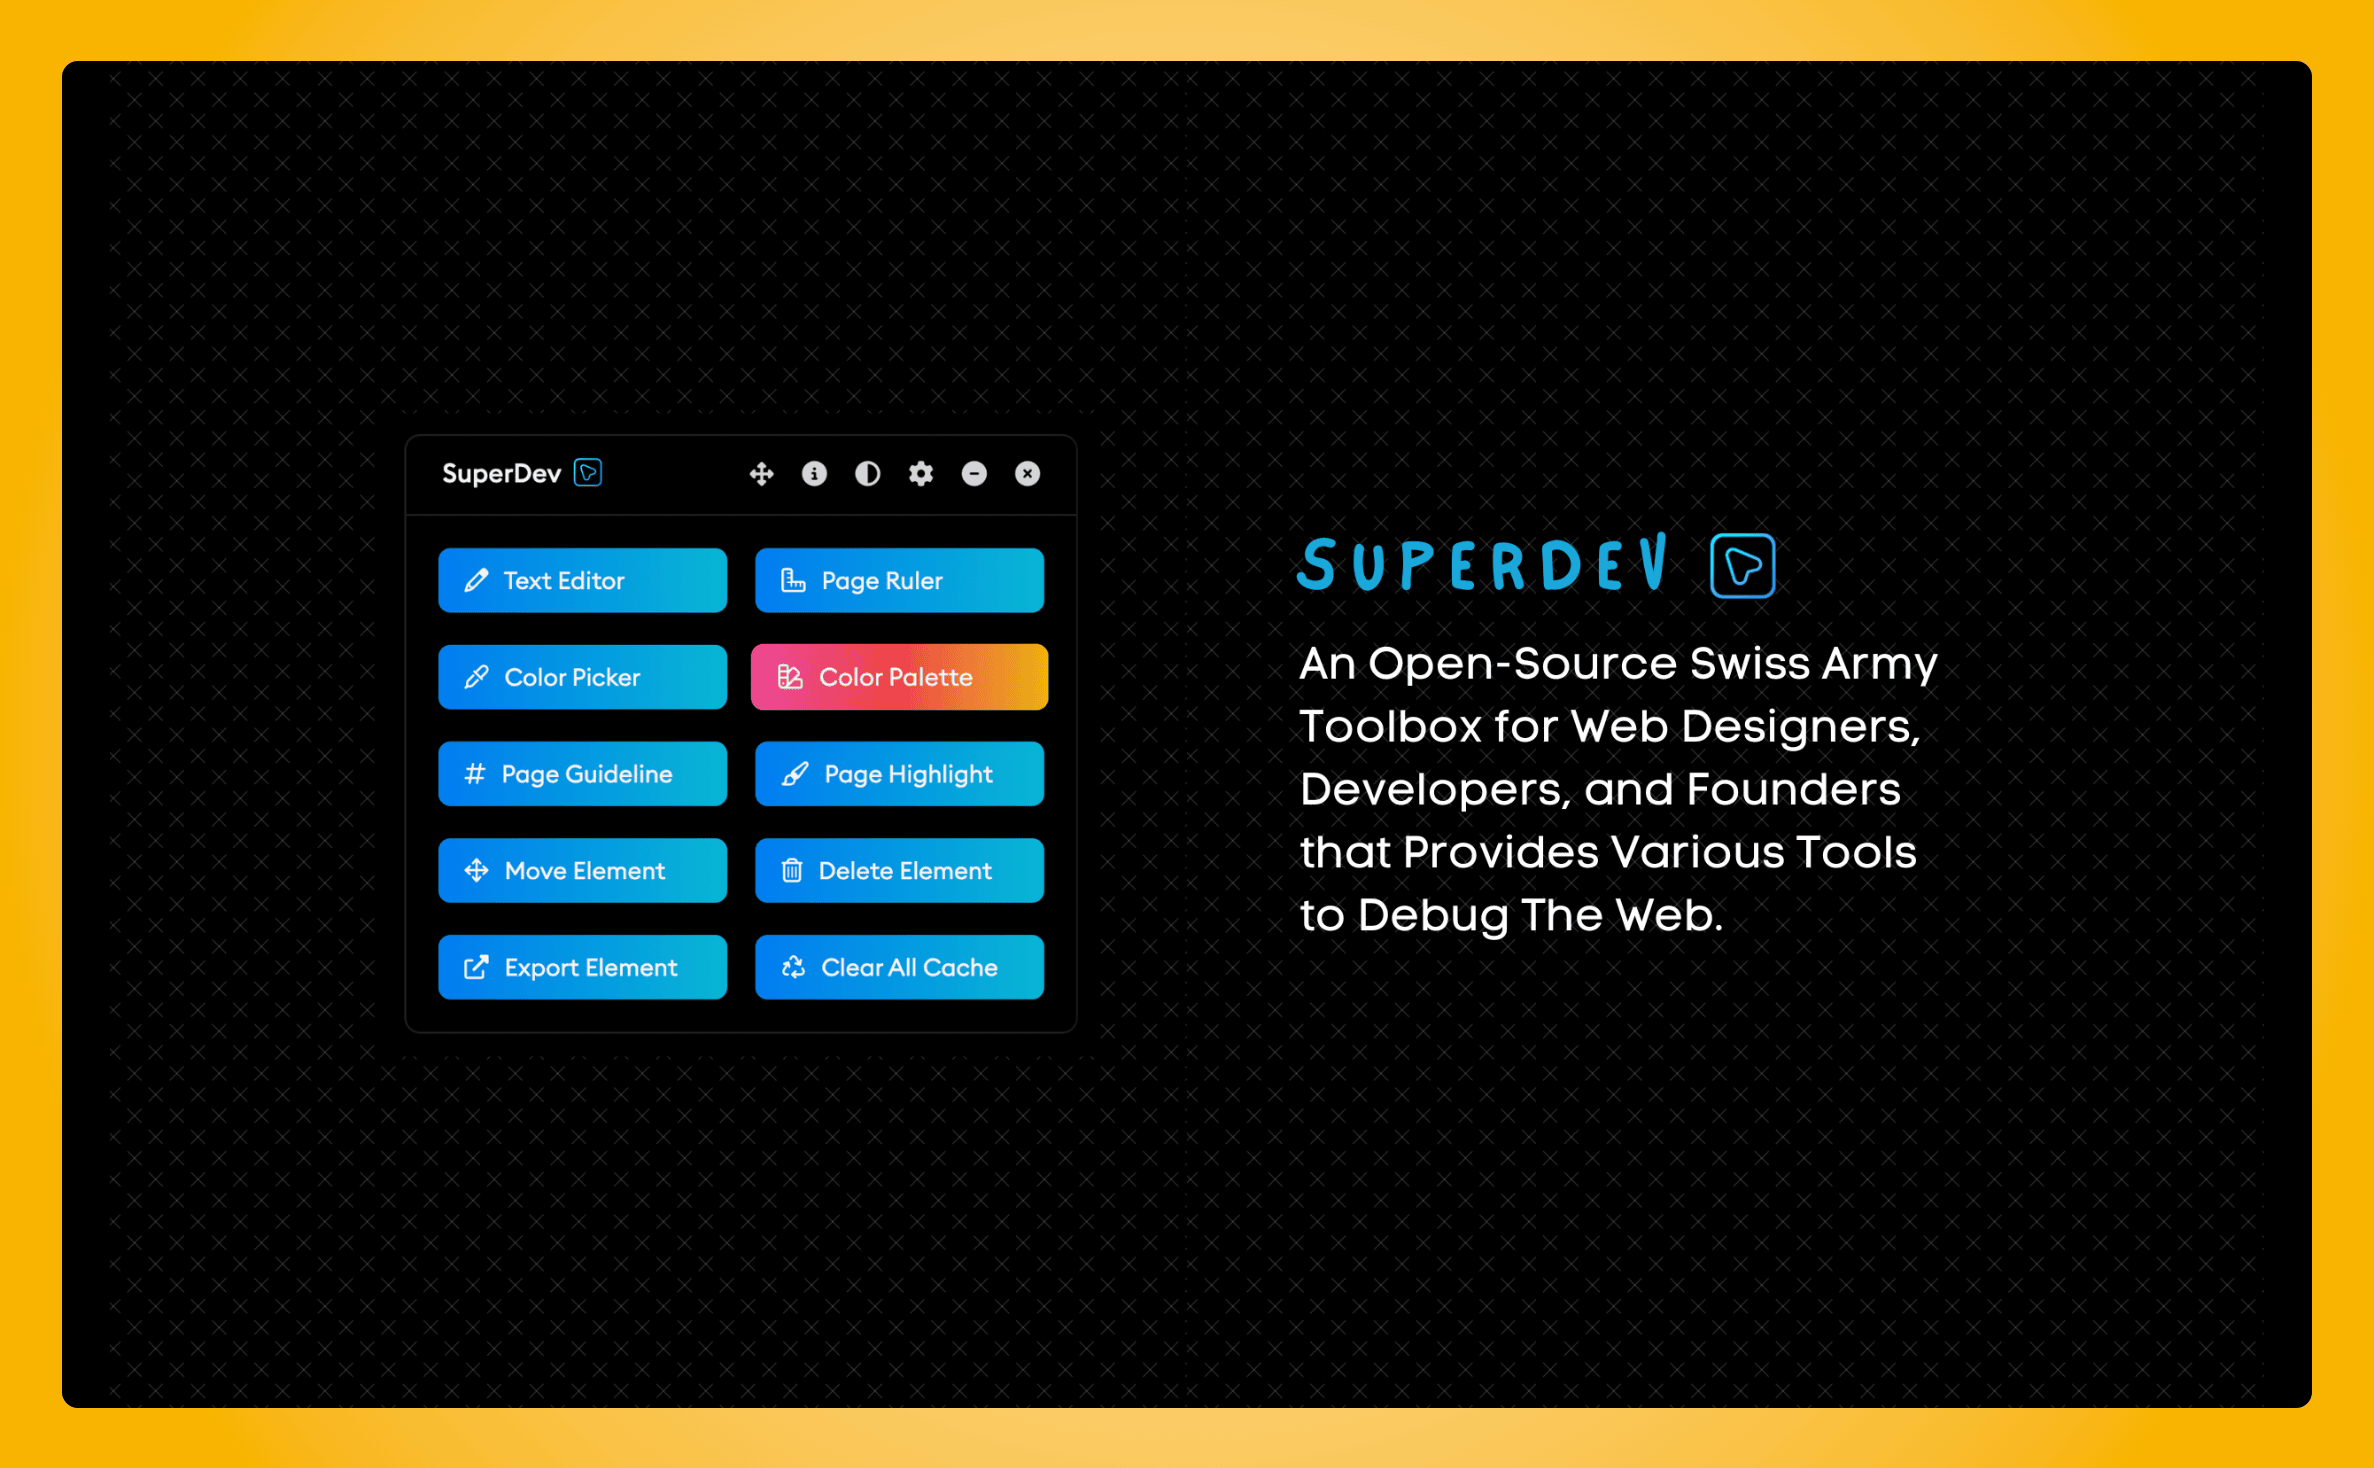 SuperDev
Text Editor
Page Ruler
Color Picker
Color Palette
Page Guideline
Page Highlight
Move Element
Delete Element
Export Element
Clear All Cache
SUPERDEV
An Open-Source Swiss Army
Toolbox for Web Designers,
Developers, and Founders
that Provides Various Tools
to Debug The Web.